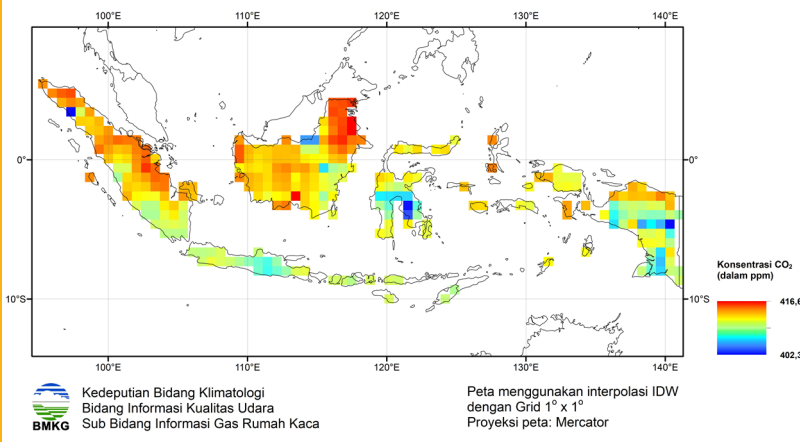 100°E 110°E 120°E 130°E 140°E
0° 0°
10°S 10°S
100°E 110°E 120°E 130°E 140°E
Konsentrasi CO₂
(dalam ppm)
416,6
402,3
BMKG
Kedeputian Bidang Klimatologi
Bidang Informasi Kualitas Udara
Sub Bidang Informasi Gas Rumah Kaca
Peta menggunakan interpolasi IDW
dengan Grid 1° x 1°
Proyeksi peta: Mercator